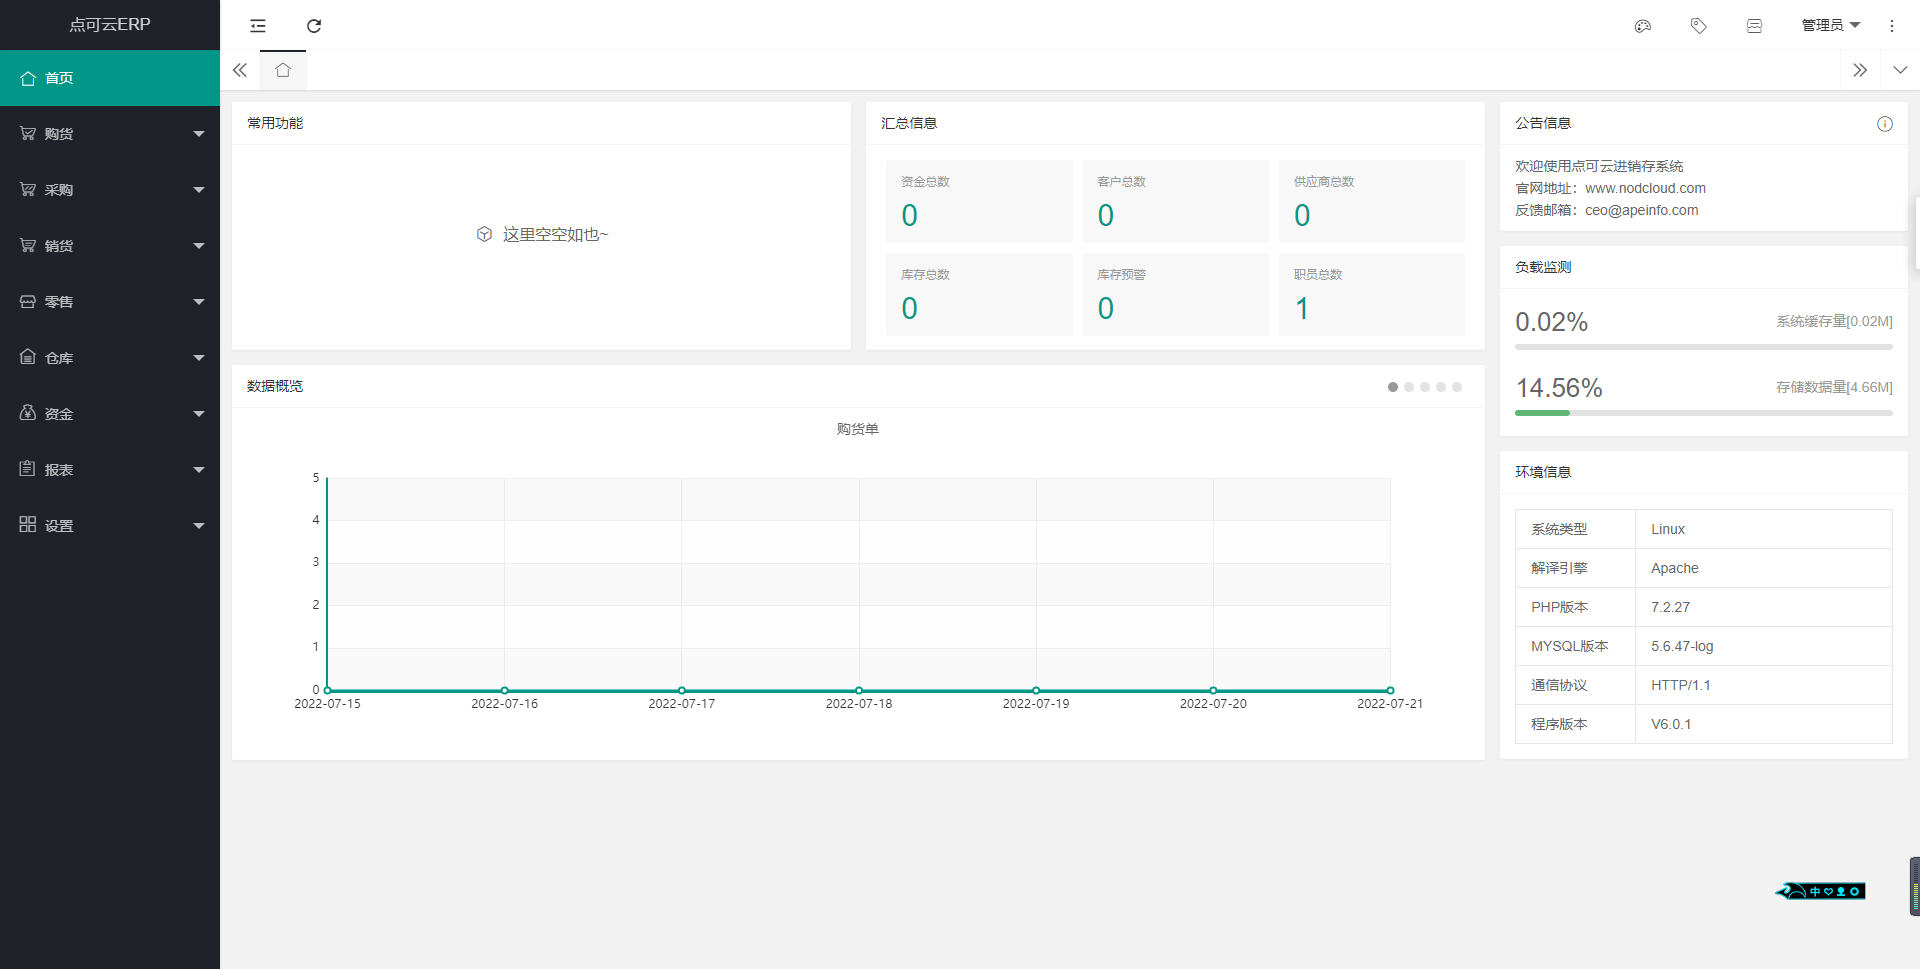 点可云ERP
管理员
首页
购货
采购
销货
零售
仓库
资金
报表
设置
常用功能
这里空空如也~
汇总信息
资金总数
0
客户总数
0
供应商总数
0
库存总数
0
库存预警
0
职员总数
1
数据概览
购货单
5
4
3
2
1
0
2022-07-15
2022-07-16
2022-07-17
2022-07-18
2022-07-19
2022-07-20
2022-07-21
公告信息
欢迎使用点可云进销存系统
官网地址：www.nodcloud.com
反馈邮箱：ceo@apeinfo.com
负载监测
0.02%
系统缓存量[0.02M]
14.56%
存储数据量[4.66M]
环境信息
系统类型 Linux
解译引擎 Apache
PHP版本 7.2.27
MYSQL版本 5.6.47-log
通信协议 HTTP/1.1
程序版本 V6.0.1
中